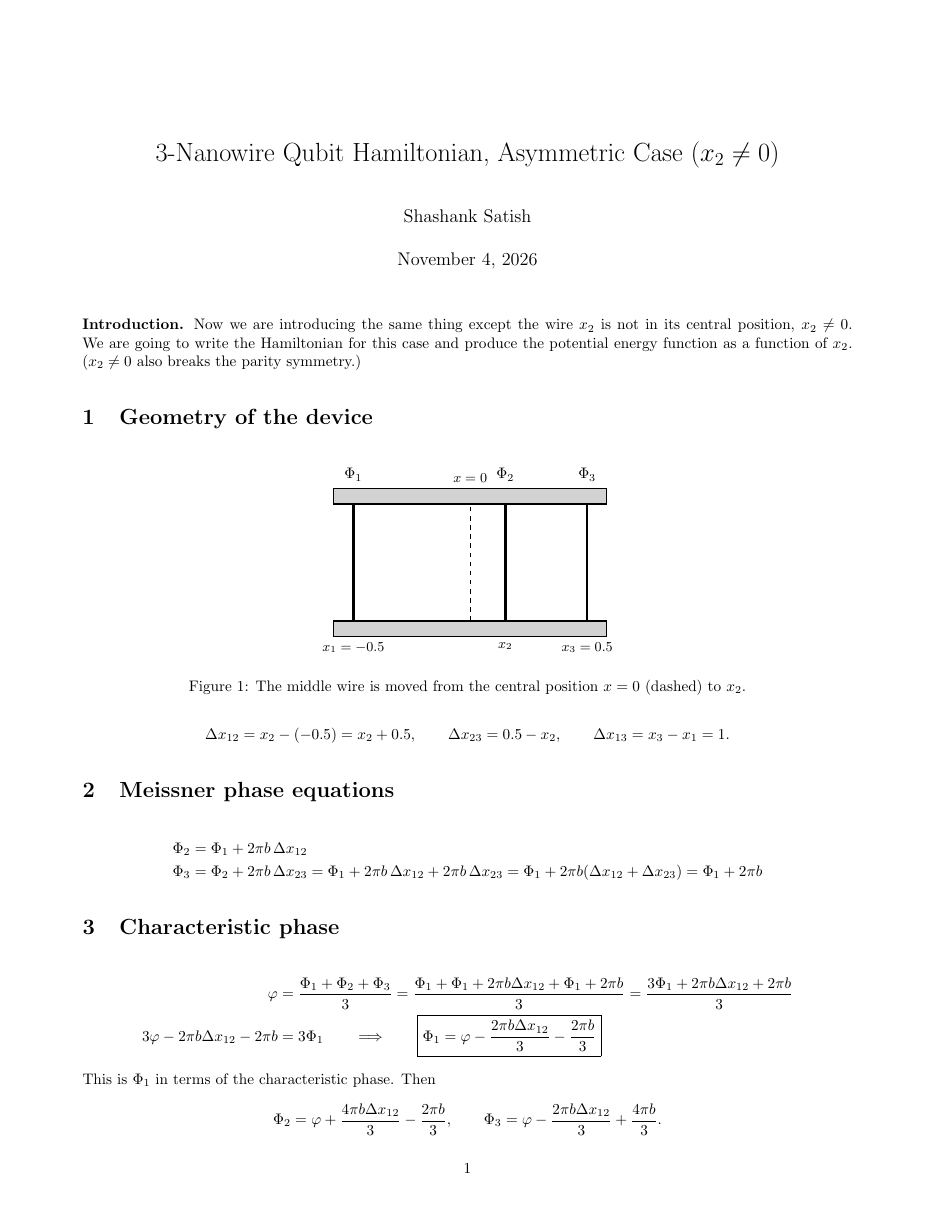 3-Nanowire Qubit Hamiltonian, Asymmetric Case (x₂ ≠ 0)
Shashank Satish
November 4, 2026
Introduction. Now we are introducing the same thing except the wire x₂ is not in its central position, x₂ ≠ 0.
We are going to write the Hamiltonian for this case and produce the potential energy function as a function of x₂.
(x₂ ≠ 0 also breaks the parity symmetry.)
1 Geometry of the device
Φ₁ x = 0 Φ₂ Φ₃
x₁ = −0.5 x₂ x₃ = 0.5
Figure 1: The middle wire is moved from the central position x = 0 (dashed) to x₂.
Δx₁₂ = x₂ − (−0.5) = x₂ + 0.5, Δx₂₃ = 0.5 − x₂, Δx₁₃ = x₃ − x₁ = 1.
2 Meissner phase equations
Φ₂ = Φ₁ + 2πb Δx₁₂
Φ₃ = Φ₂ + 2πb Δx₂₃ = Φ₁ + 2πb Δx₁₂ + 2πb Δx₂₃ = Φ₁ + 2πb(Δx₁₂ + Δx₂₃) = Φ₁ + 2πb
3 Characteristic phase
φ = (Φ₁ + Φ₂ + Φ₃)/3 = (Φ₁ + Φ₁ + 2πbΔx₁₂ + Φ₁ + 2πb)/3 = (3Φ₁ + 2πbΔx₁₂ + 2πb)/3
3φ − 2πbΔx₁₂ − 2πb = 3Φ₁ ⟹ Φ₁ = φ − 2πbΔx₁₂/3 − 2πb/3
This is Φ₁ in terms of the characteristic phase. Then
Φ₂ = φ + 4πbΔx₁₂/3 − 2πb/3, Φ₃ = φ − 2πbΔx₁₂/3 + 4πb/3.
1